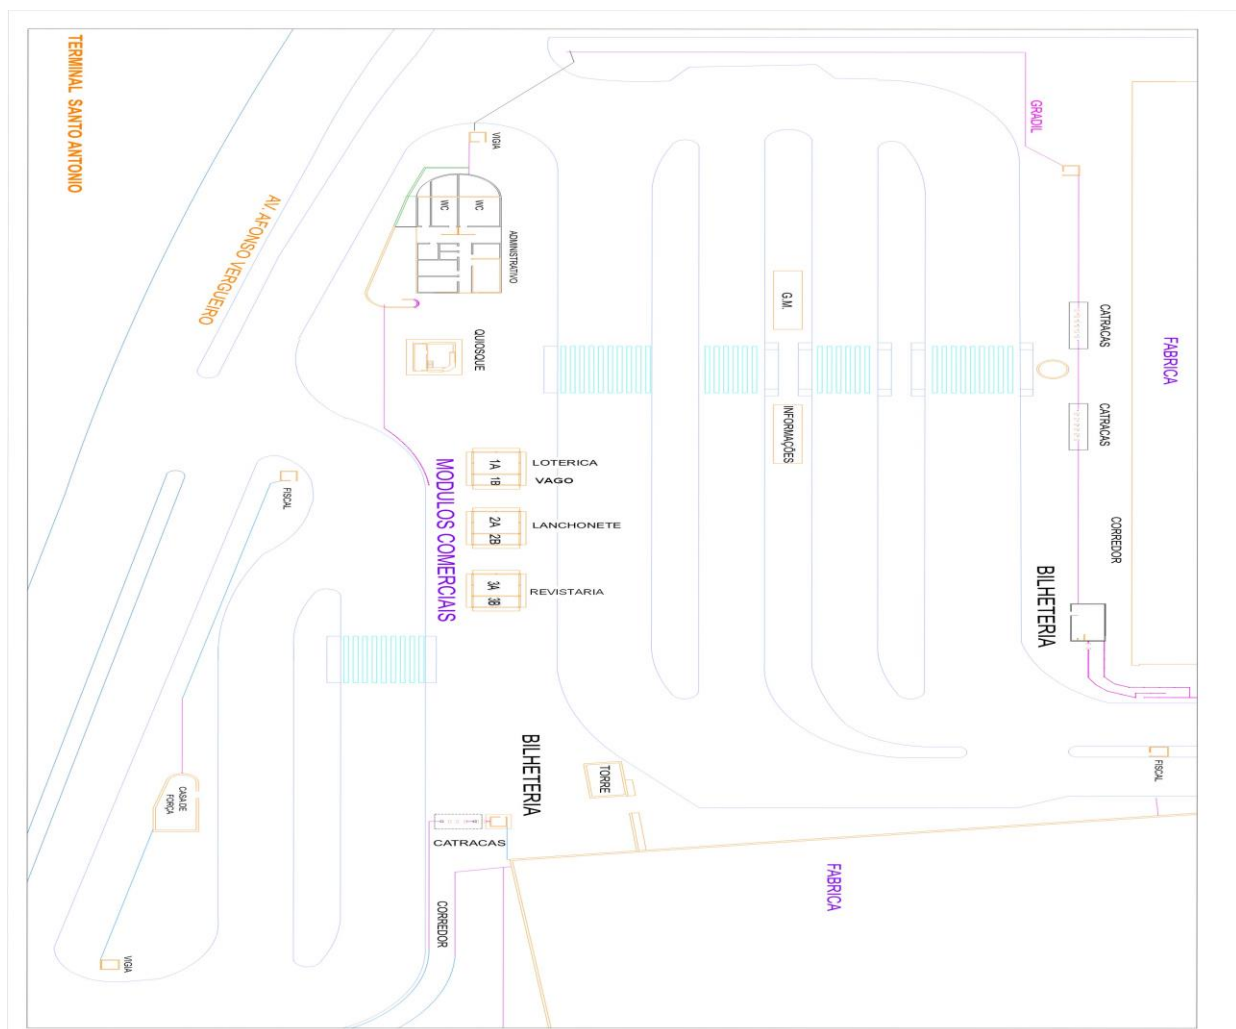 TERMINAL SANTO ANTONIO
AV. AFONSO VERGUEIRO
VIGIA
WC
WC
ADMINISTRATIVO
QUIOSQUE
GRADIL
G.M.
CATRACAS
FABRICA
CATRACAS
INFORMAÇÕES
1A
1B
LOTERICA
VAGO
2A
2B
LANCHONETE
3A
3B
REVISTARIA
MODULOS COMERCIAIS
FISCAL
CORREDOR
BILHETERIA
BILHETERIA
TORRE
FISCAL
CASA DE
FORÇA
CATRACAS
FABRICA
CORREDOR
VIGIA